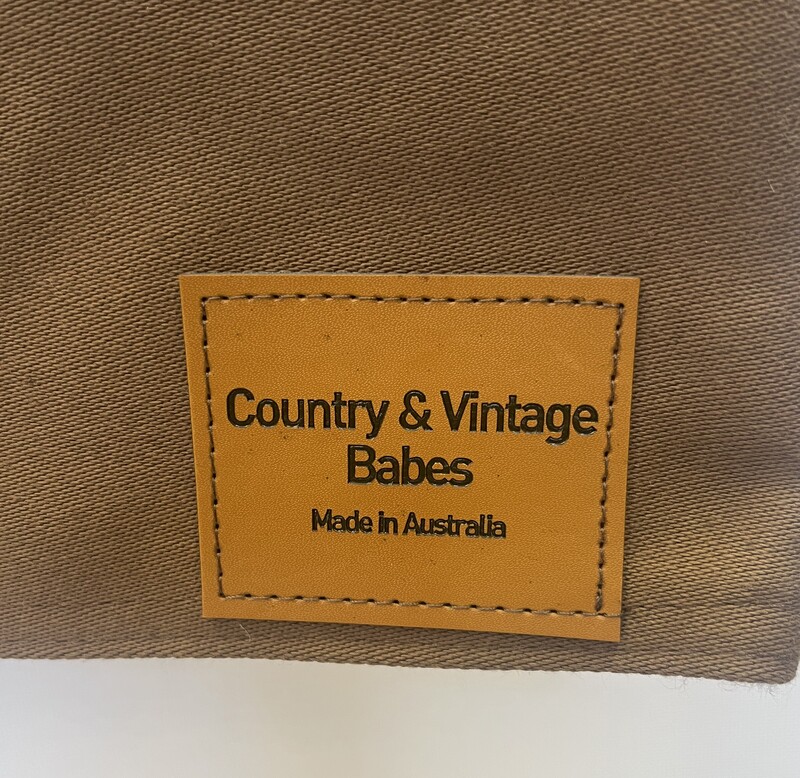 Country & Vintage
Babes
Made in Australia